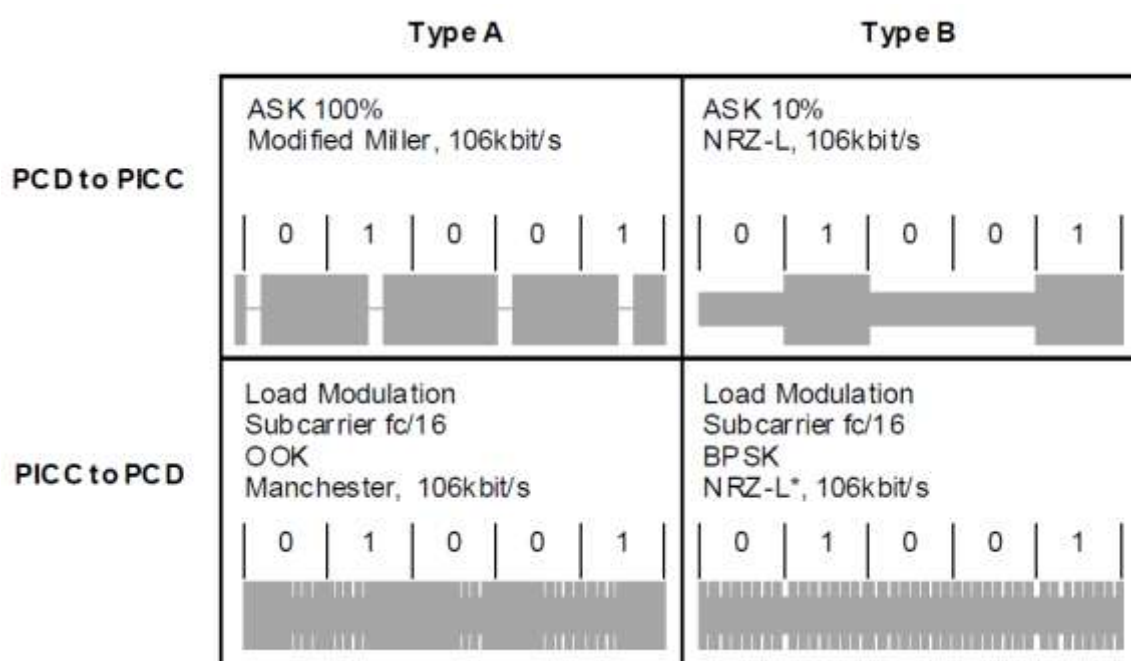 Type A
Type B
PCD to PICC
ASK 100%
Modified Miller, 106kbit/s
0 1 0 0 1
ASK 10%
NRZ-L, 106kbit/s
0 1 0 0 1
PICC to PCD
Load Modulation
Subcarrier fc/16
OOK
Manchester, 106kbit/s
0 1 0 0 1
Load Modulation
Subcarrier fc/16
BPSK
NRZ-L*, 106kbit/s
0 1 0 0 1